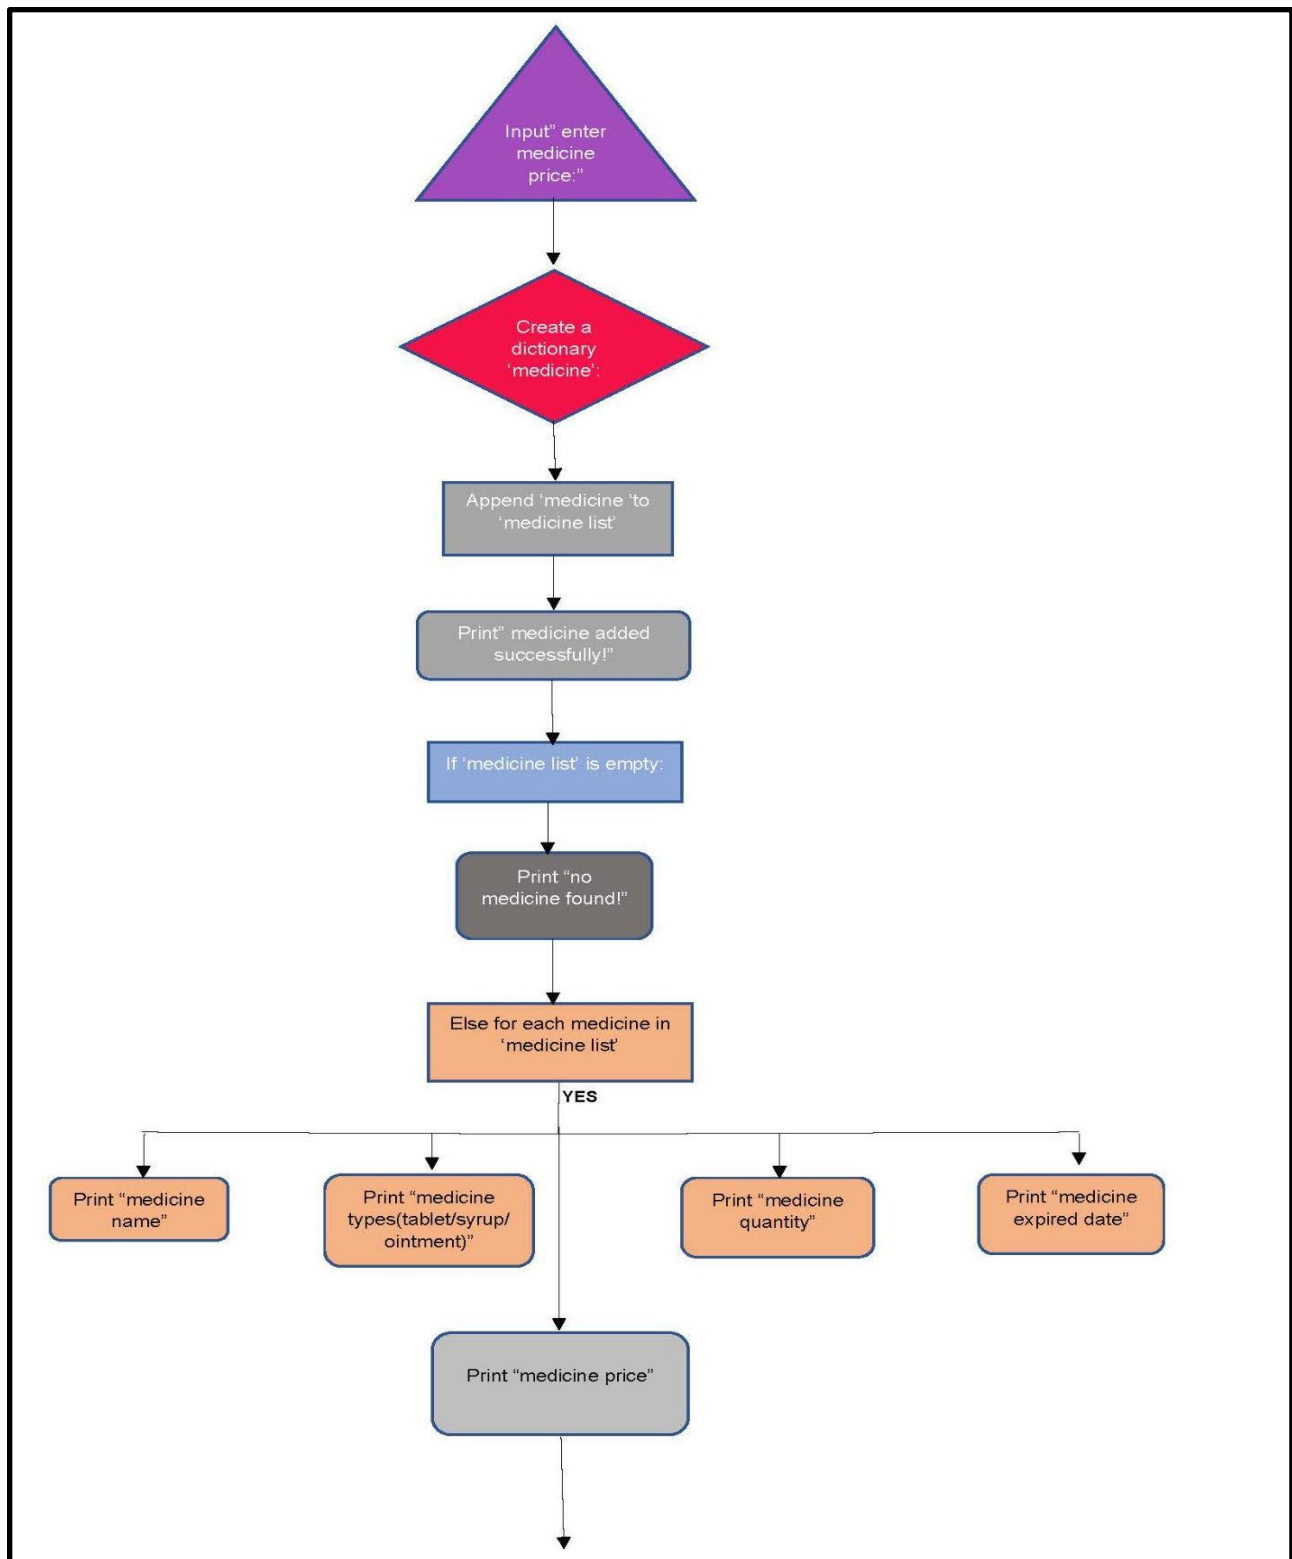 Input” enter
medicine
price:”
Create a
dictionary
‘medicine’:
Append ‘medicine ‘to
‘medicine list’
Print” medicine added
successfully!”
If ‘medicine list’ is empty:
Print “no
medicine found!”
Else for each medicine in
‘medicine list’
YES
Print “medicine
name”
Print “medicine
types(tablet/syrup/
ointment)”
Print “medicine
quantity”
Print “medicine
expired date”
Print “medicine price”